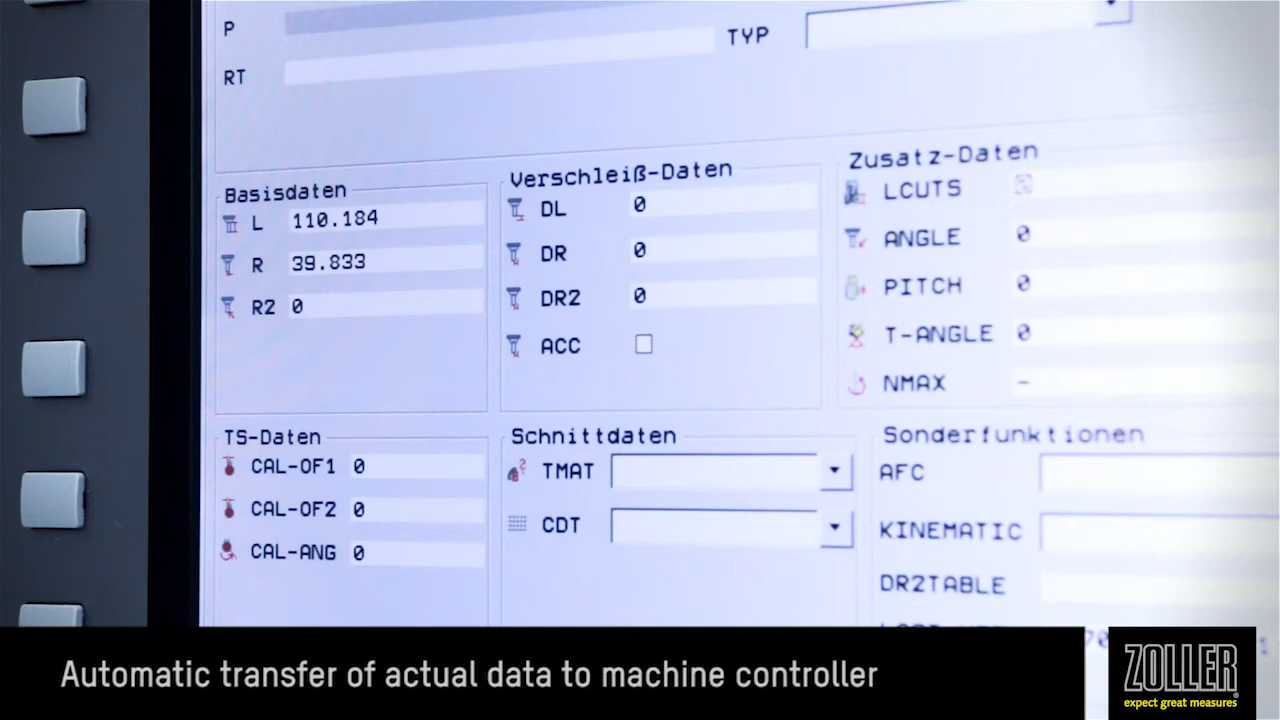 P
TYP
RT
Basisdaten
L 110.184
R 39.833
R2 0
Verschleiß-Daten
DL 0
DR 0
DR2 0
ACC
Zusatz-Daten
LCUTS
ANGLE 0
PITCH 0
T-ANGLE 0
NMAX -
TS-Daten
CAL-OF1 0
CAL-OF2 0
CAL-ANG 0
Schnittdaten
TMAT
CDT
Sonderfunktionen
AFC
KINEMATIC
DR2TABLE
Automatic transfer of actual data to machine controller
ZOLLER
expect great measures